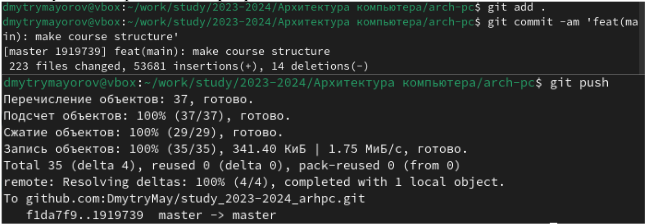 dmytrymayorov@vbox:~/work/study/2023-2024/Архитектура компьютера/arch-pc$ git add .
dmytrymayorov@vbox:~/work/study/2023-2024/Архитектура компьютера/arch-pc$ git commit -am 'feat(ma
in): make course structure'
[master 1919739] feat(main): make course structure
 223 files changed, 53681 insertions(+), 14 deletions(-)
dmytrymayorov@vbox:~/work/study/2023-2024/Архитектура компьютера/arch-pc$ git push
Перечисление объектов: 37, готово.
Подсчет объектов: 100% (37/37), готово.
Сжатие объектов: 100% (29/29), готово.
Запись объектов: 100% (35/35), 341.40 КиБ | 1.75 МиБ/с, готово.
Total 35 (delta 4), reused 0 (delta 0), pack-reused 0 (from 0)
remote: Resolving deltas: 100% (4/4), completed with 1 local object.
To github.com:DmytryMay/study_2023-2024_arhpc.git
   f1da7f9..1919739  master -> master